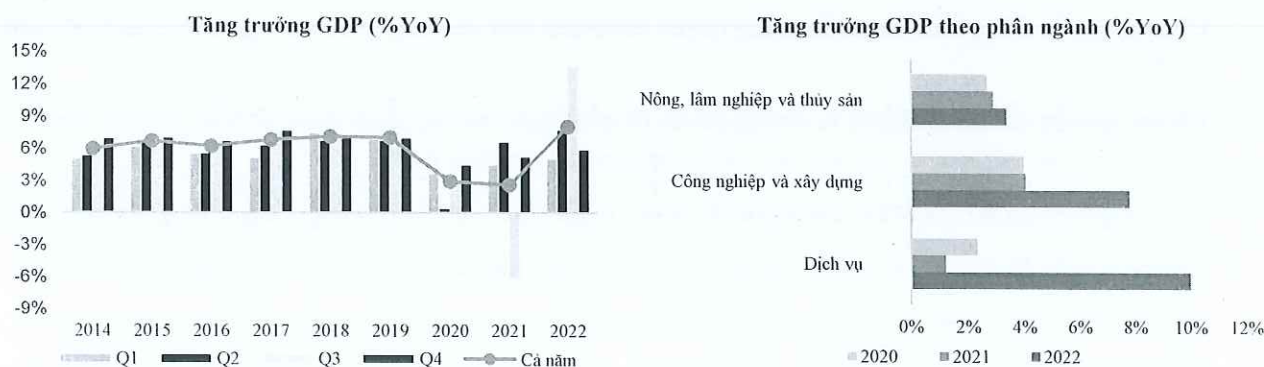 Tăng trưởng GDP (%YoY)
15%
12%
9%
6%
3%
0%
-3%
-6%
-9%
2014 2015 2016 2017 2018 2019 2020 2021 2022
Q1 Q2 Q3 Q4 Cả năm
Tăng trưởng GDP theo phân ngành (%YoY)
Nông, lâm nghiệp và thủy sản
Công nghiệp và xây dựng
Dịch vụ
0% 2% 4% 6% 8% 10% 12%
2020 2021 2022